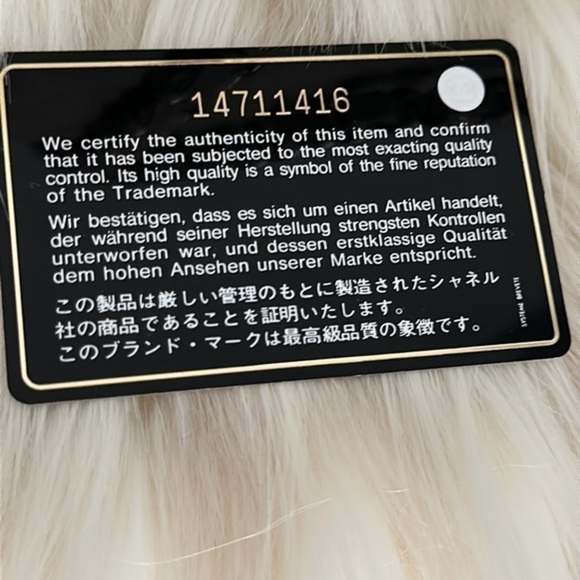 14711416
We certify the authenticity of this item and confirm
that it has been subjected to the most exacting quality
control. Its high quality is a symbol of the fine reputation
of the Trademark.
Wir bestätigen, dass es sich um einen Artikel handelt,
der während seiner Herstellung strengsten Kontrollen
unterworfen war, und dessen erstklassige Qualität
dem hohen Ansehen unserer Marke entspricht.
この製品は厳しい管理のもとに製造されたシャネル
社の商品であることを証明いたします。
このブランド・マークは最高級品質の象徴です。